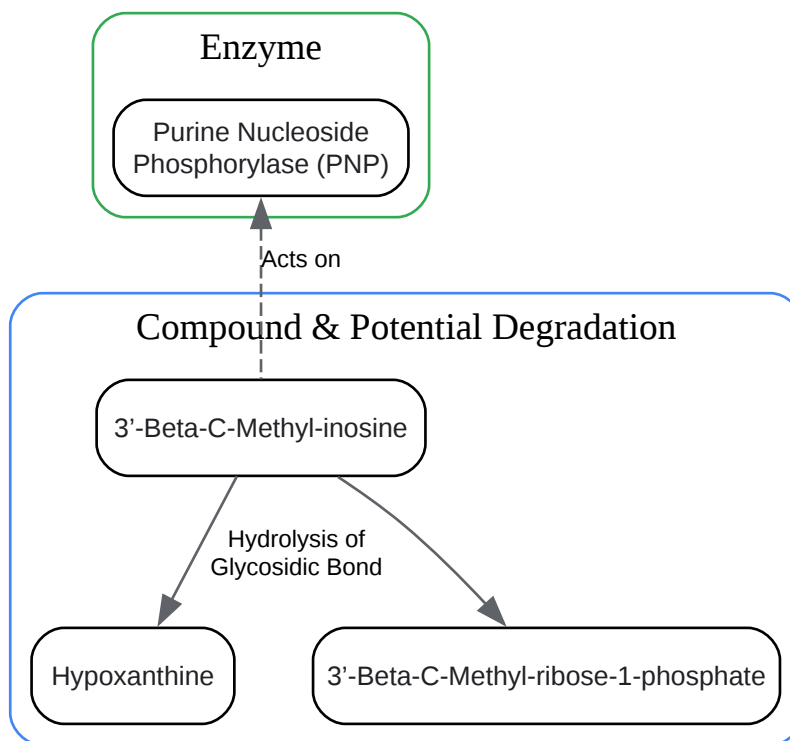 Enzyme
Purine Nucleoside
Phosphorylase (PNP)
Acts on
Compound & Potential Degradation
3’-Beta-C-Methyl-inosine
Hydrolysis of
Glycosidic Bond
Hypoxanthine
3’-Beta-C-Methyl-ribose-1-phosphate